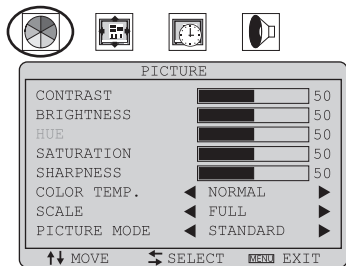 PICTURE
CONTRAST 50
BRIGHTNESS 50
HUE 50
SATURATION 50
SHARPNESS 50
COLOR TEMP. NORMAL
SCALE FULL
PICTURE MODE STANDARD
MOVE SELECT MENU EXIT